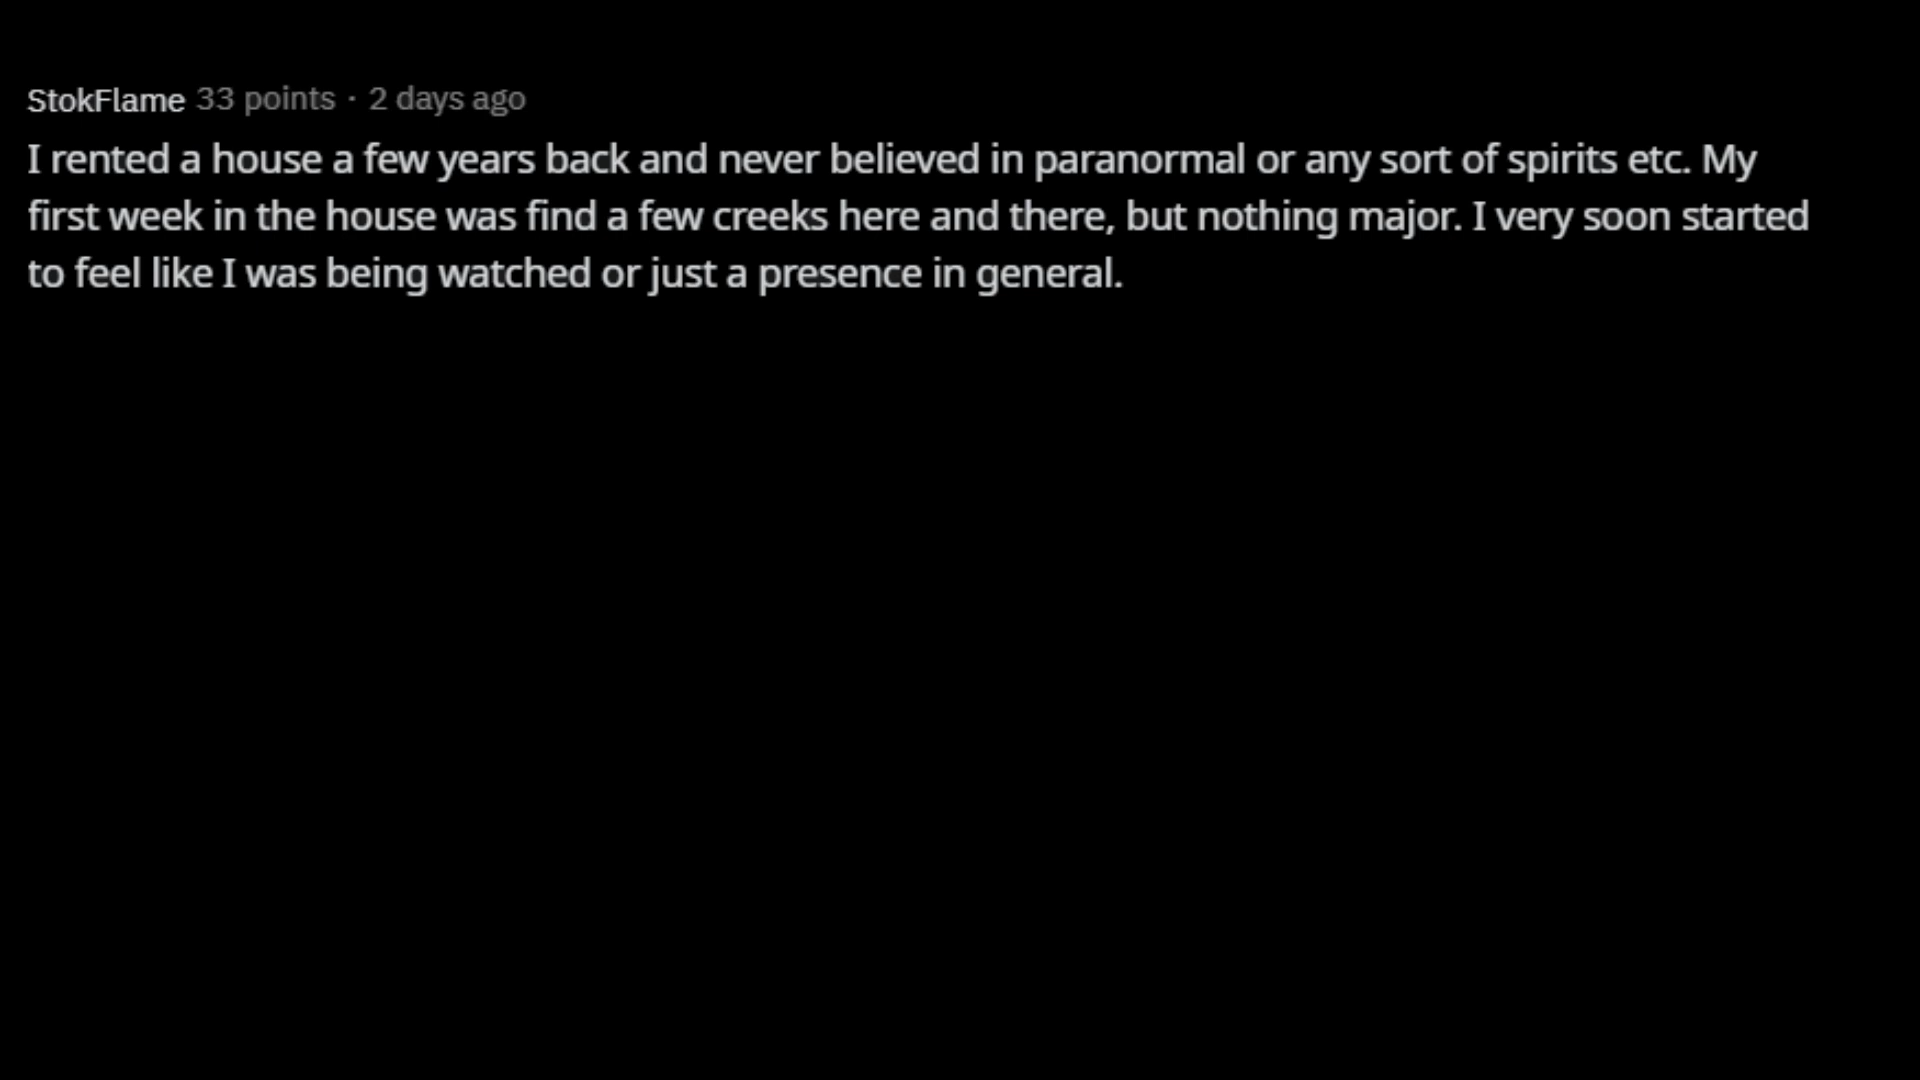 StokFlame 33 points · 2 days ago
I rented a house a few years back and never believed in paranormal or any sort of spirits etc. My
first week in the house was find a few creeks here and there, but nothing major. I very soon started
to feel like I was being watched or just a presence in general.